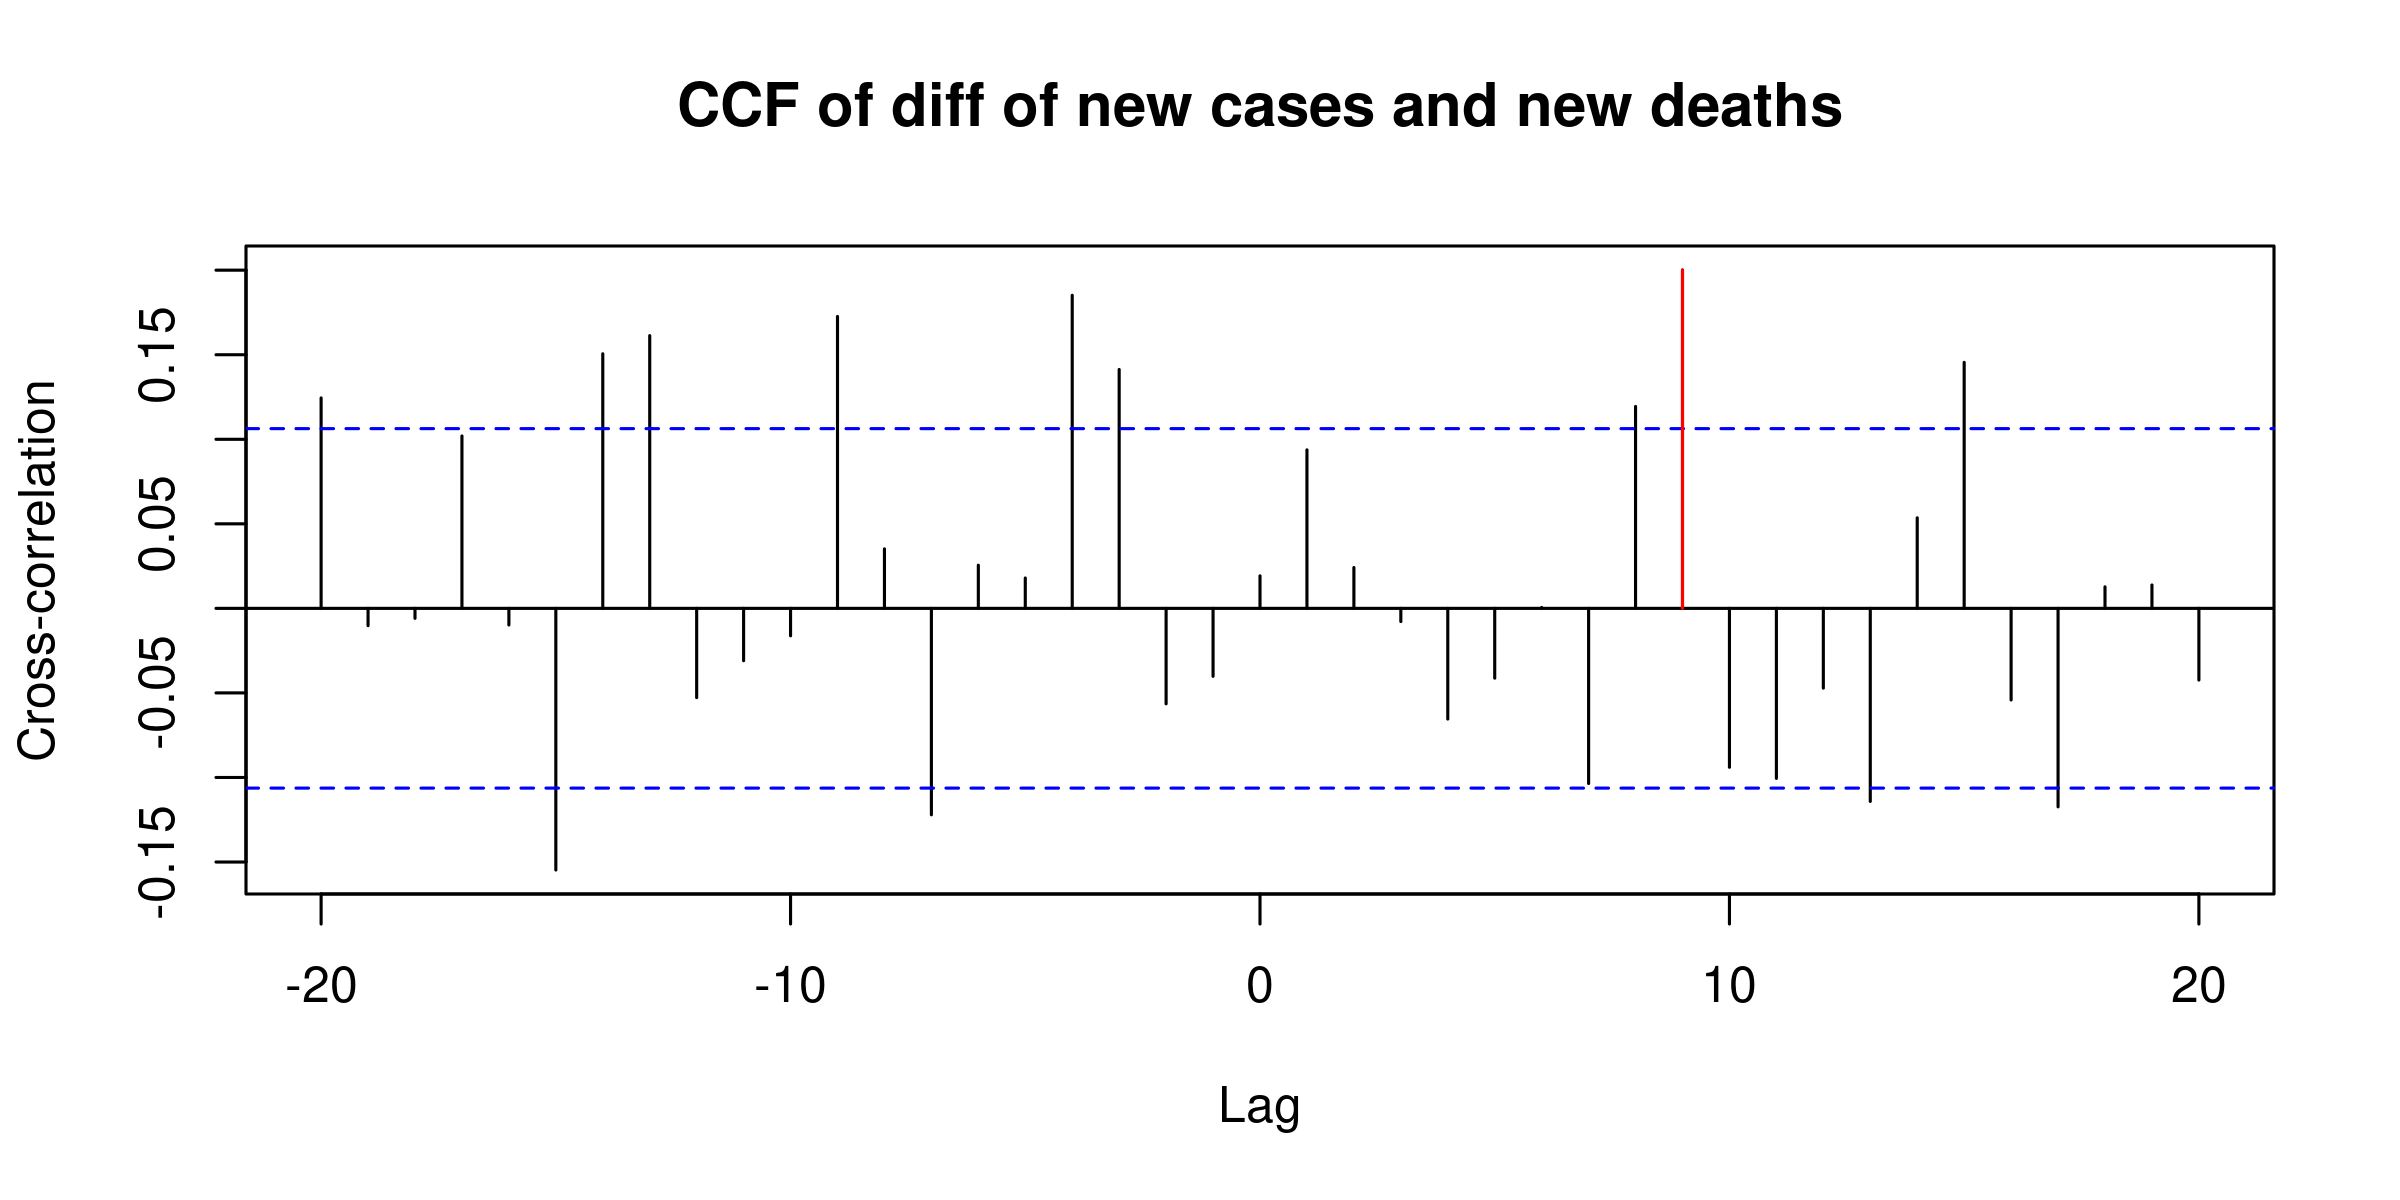 CCF of diff of new cases and new deaths
Cross-correlation
0.15
0.05
-0.05
-0.15
-20 -10 0 10 20
Lag